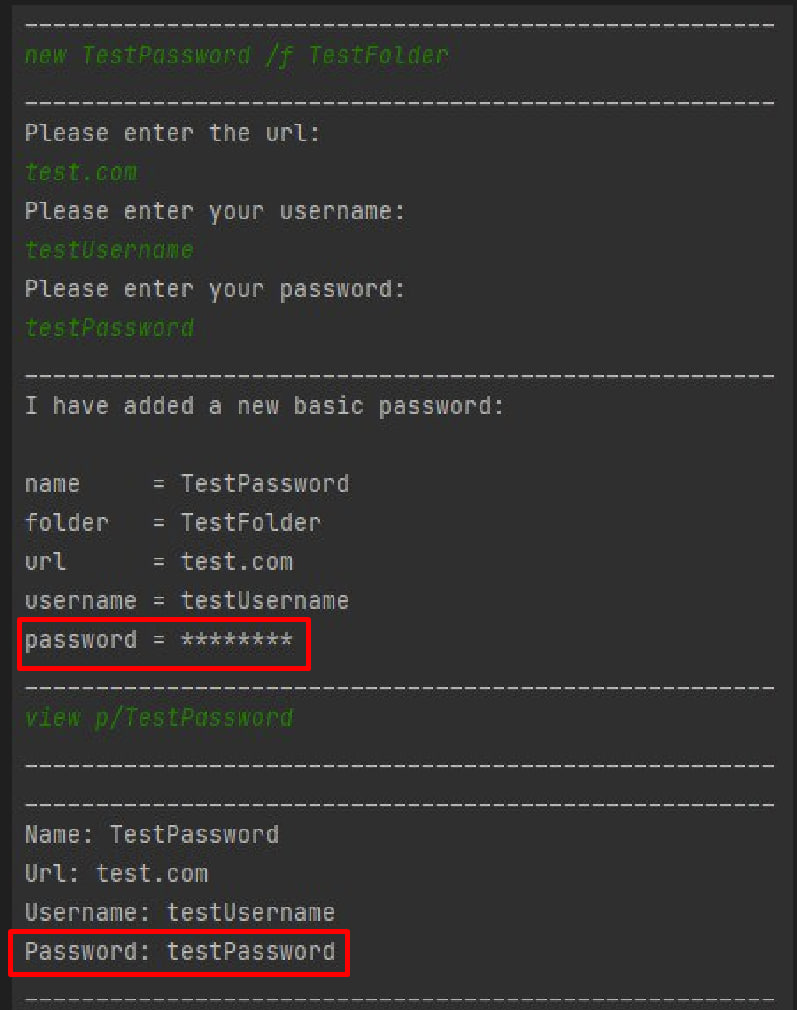 ------------------------------------------------------
new TestPassword /f TestFolder
------------------------------------------------------
Please enter the url:
test.com
Please enter your username:
testUsername
Please enter your password:
testPassword
------------------------------------------------------
I have added a new basic password:
name     = TestPassword
folder   = TestFolder
url      = test.com
username = testUsername
password = ********
------------------------------------------------------
view p/TestPassword
------------------------------------------------------
------------------------------------------------------
Name: TestPassword
Url: test.com
Username: testUsername
Password: testPassword
------------------------------------------------------